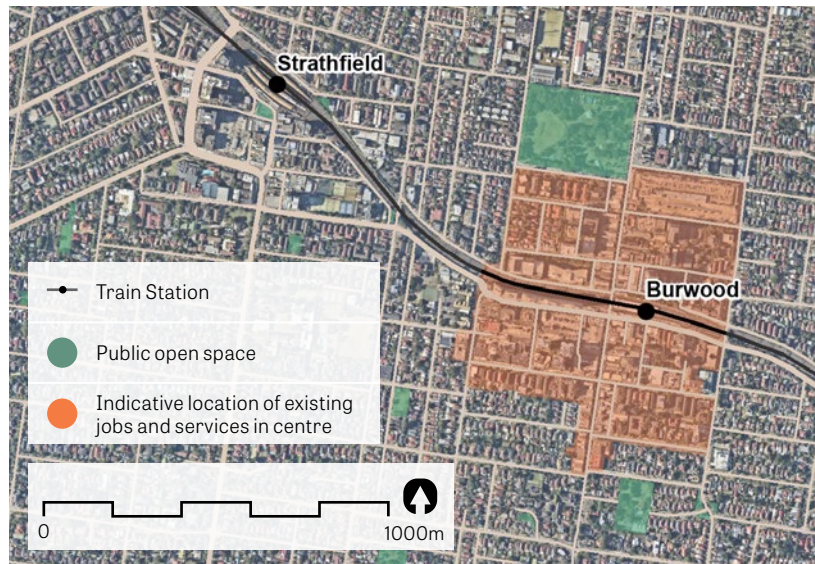 Strathfield
Burwood
Train Station
Public open space
Indicative location of existing
jobs and services in centre
0
1000m